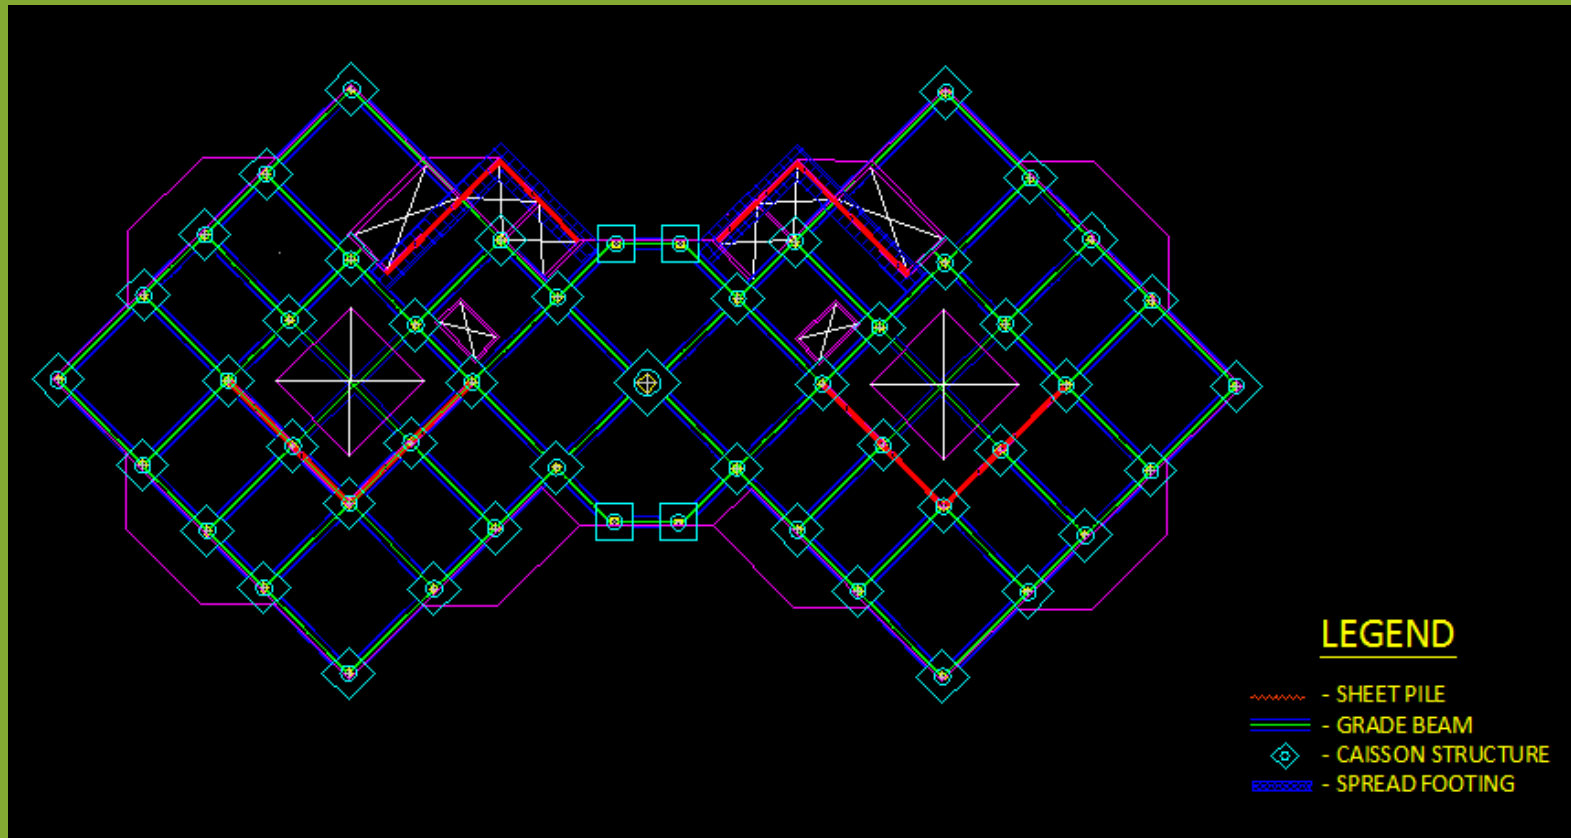 LEGEND
- SHEET PILE
- GRADE BEAM
- CAISSON STRUCTURE
- SPREAD FOOTING